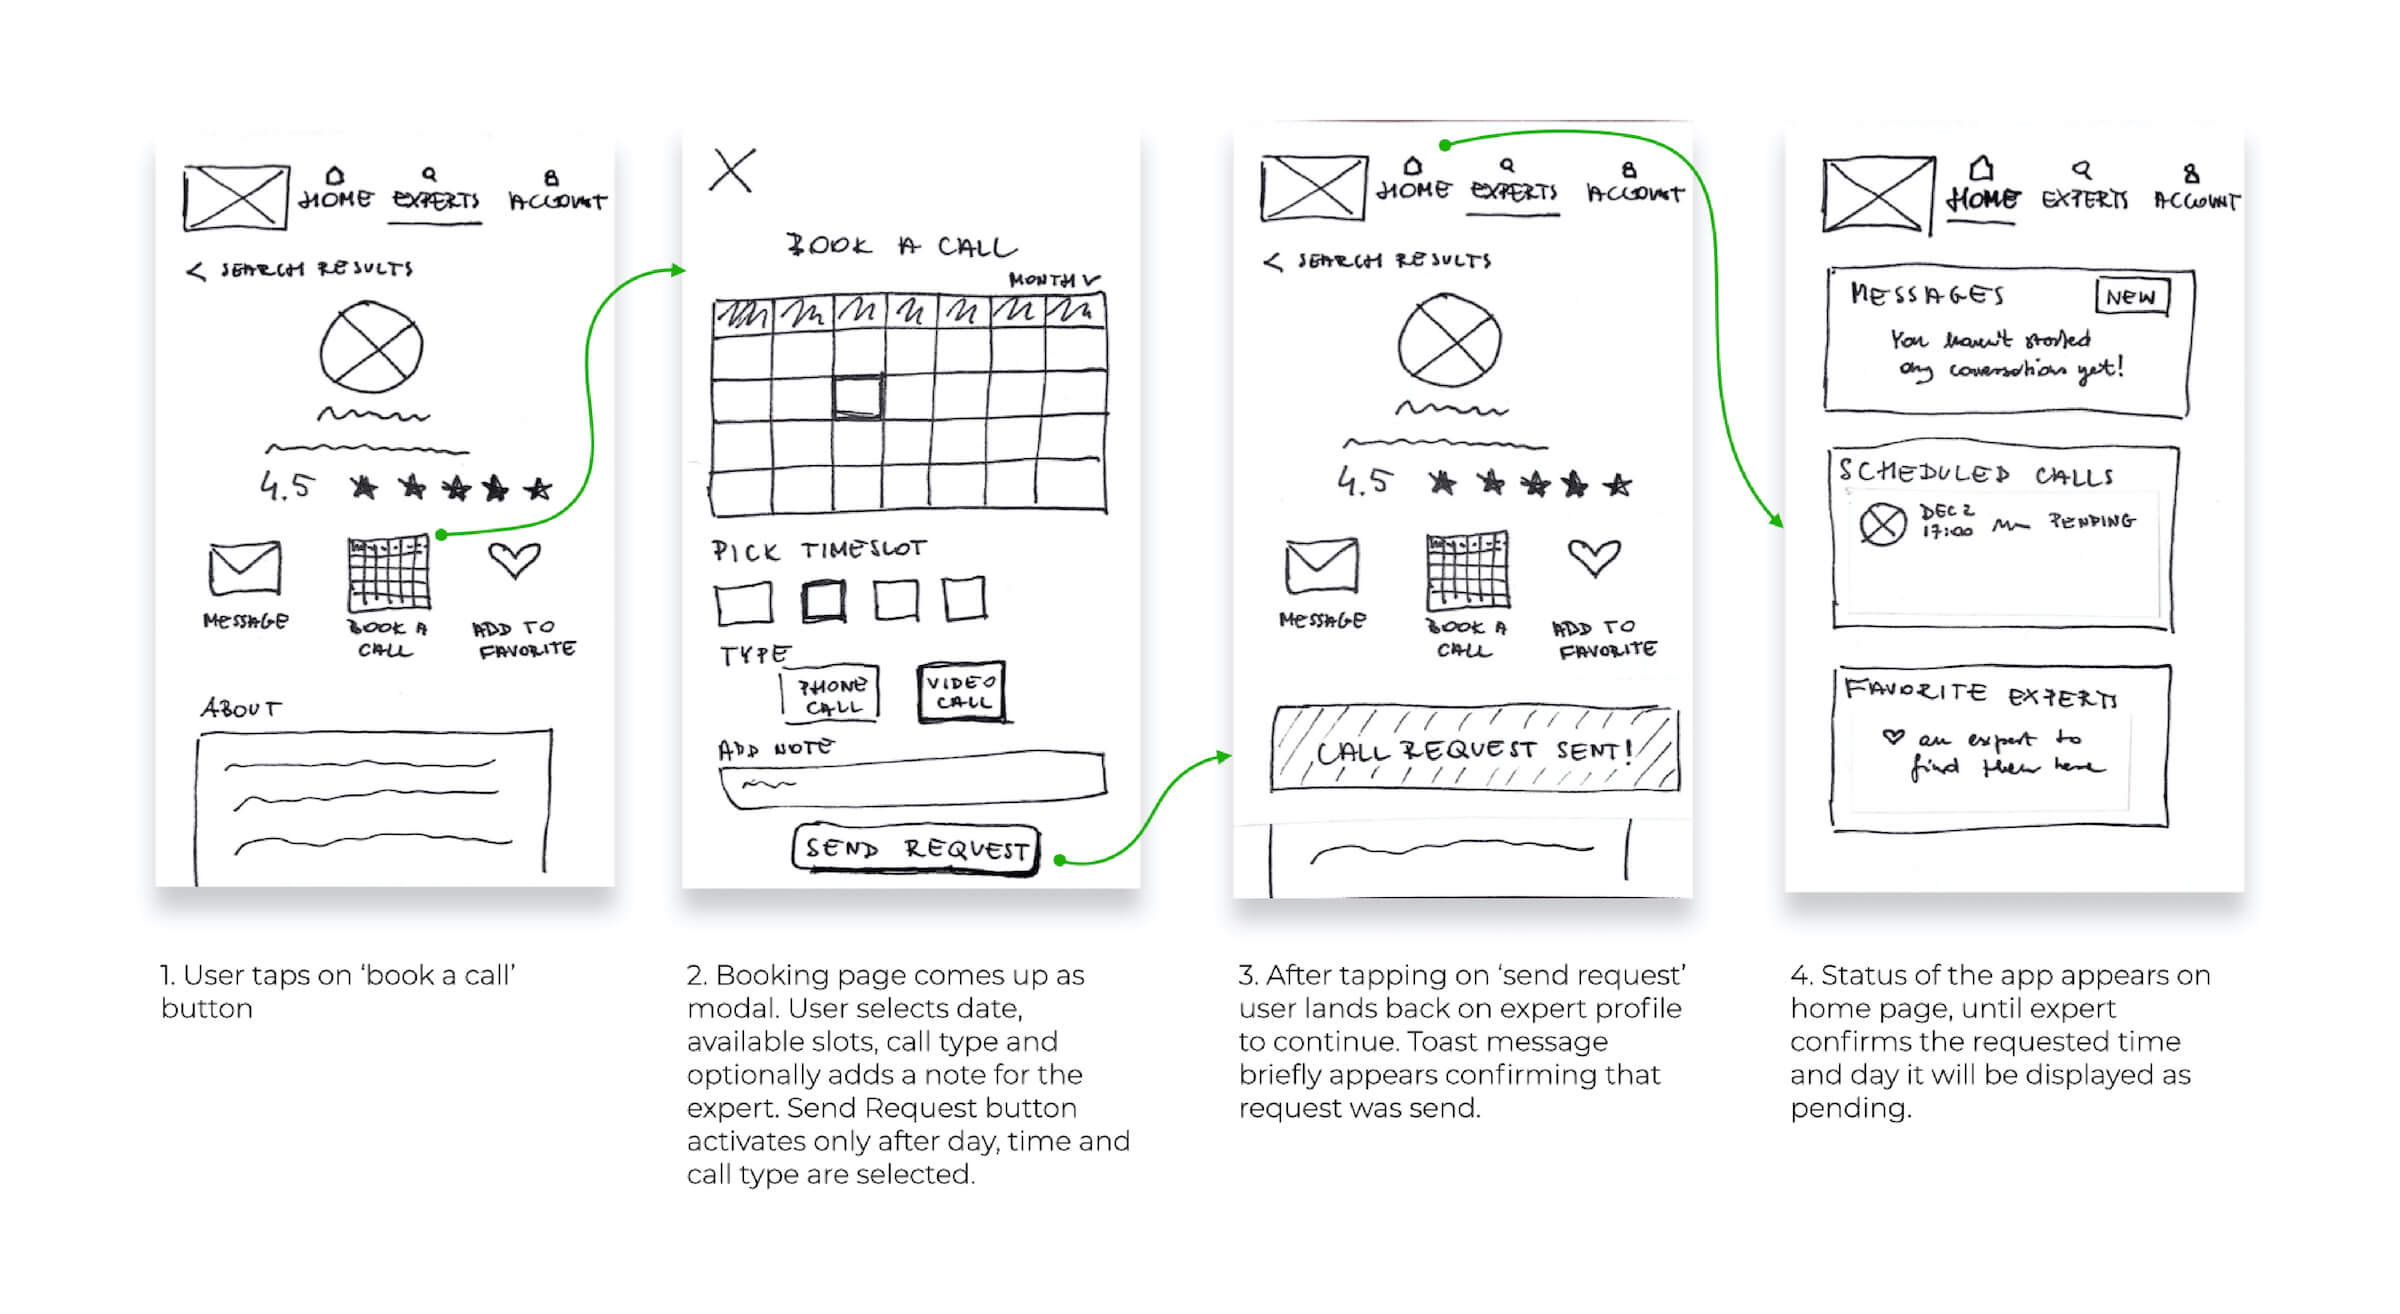 HOME EXPERTS ACCOUNT
< SEARCH RESULTS
4.5
MESSAGE
BOOK A
CALL
ADD TO
FAVORITE
ABOUT
1. User taps on ‘book a call’
button
BOOK A CALL
MONTH
PICK TIMESLOT
TYPE
PHONE
CALL
VIDEO
CALL
ADD NOTE
SEND REQUEST
2. Booking page comes up as
modal. User selects date,
available slots, call type and
optionally adds a note for the
expert. Send Request button
activates only after day, time and
call type are selected.
HOME EXPERTS ACCOUNT
< SEARCH RESULTS
4.5
MESSAGE
BOOK A
CALL
ADD TO
FAVORITE
CALL REQUEST SENT!
3. After tapping on ‘send request’
user lands back on expert profile
to continue. Toast message
briefly appears confirming that
request was send.
HOME EXPERTS ACCOUNT
MESSAGES NEW
You haven't started
any conversations yet!
SCHEDULED CALLS
DEC 2
17:00 PENDING
FAVORITE EXPERTS
an expert to
find them here
4. Status of the app appears on
home page, until expert
confirms the requested time
and day it will be displayed as
pending.